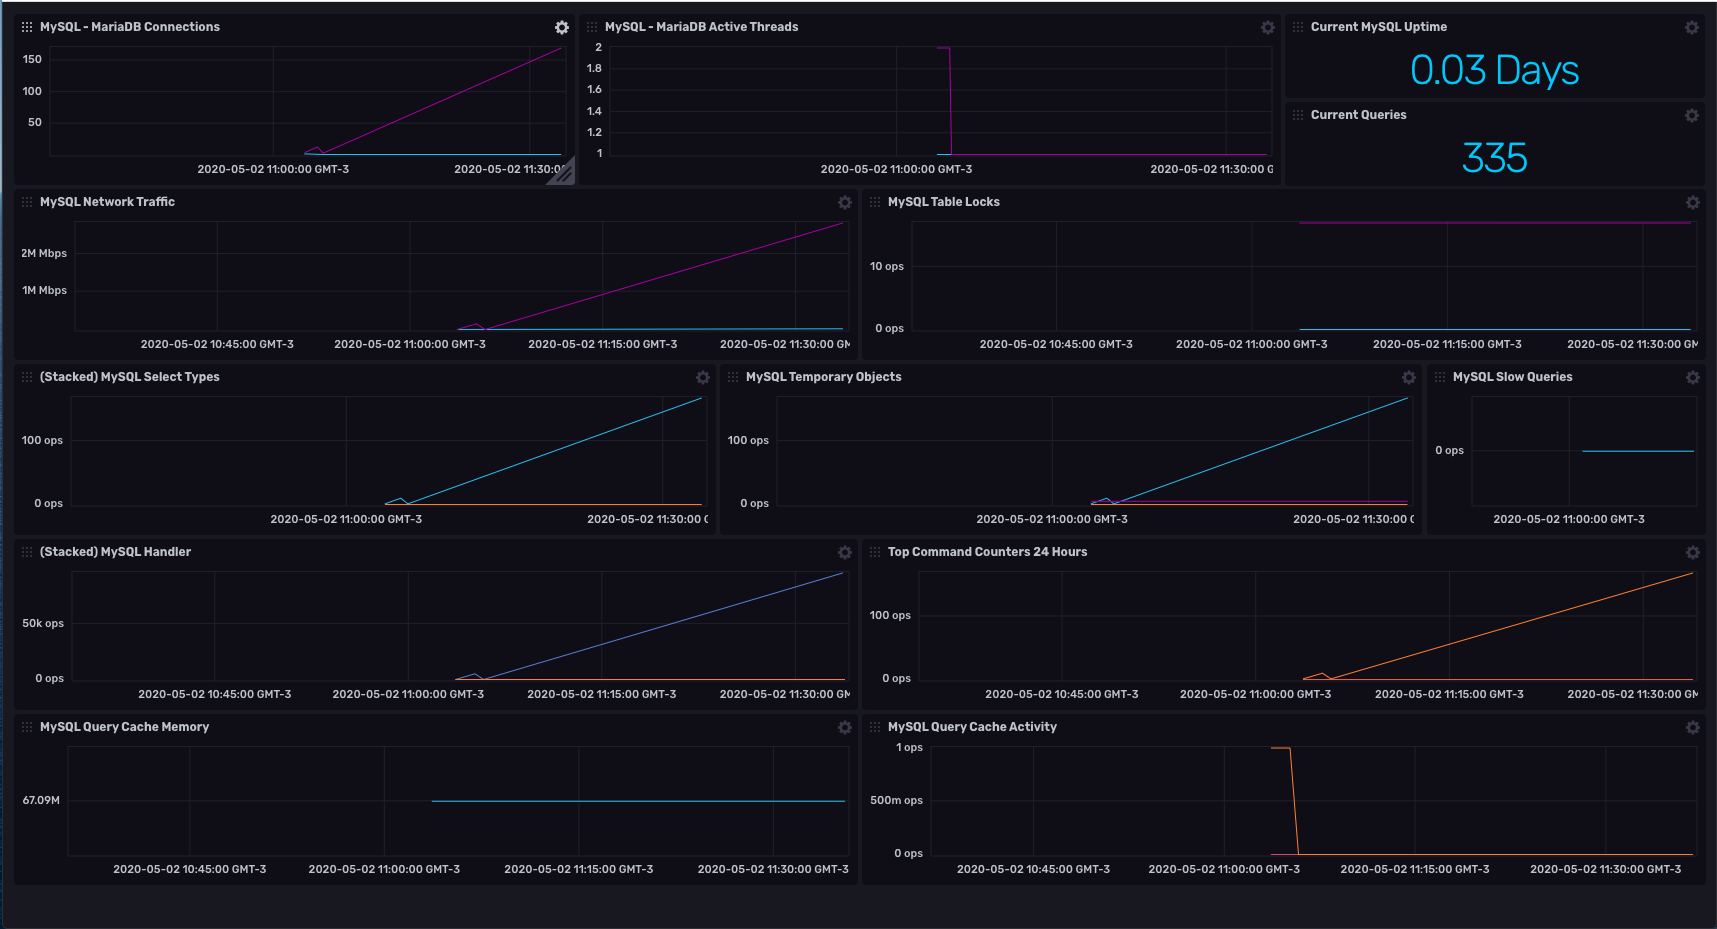 MySQL - MariaDB Connections
150
100
50
2020-05-02 11:00:00 GMT-3
2020-05-02 11:30:00
MySQL - MariaDB Active Threads
2
1.8
1.6
1.4
1.2
1
2020-05-02 11:00:00 GMT-3
2020-05-02 11:30:00 G
Current MySQL Uptime
0.03 Days
Current Queries
335
MySQL Network Traffic
2M Mbps
1M Mbps
2020-05-02 10:45:00 GMT-3
2020-05-02 11:00:00 GMT-3
2020-05-02 11:15:00 GMT-3
2020-05-02 11:30:00 GM
MySQL Table Locks
10 ops
0 ops
2020-05-02 10:45:00 GMT-3
2020-05-02 11:00:00 GMT-3
2020-05-02 11:15:00 GMT-3
2020-05-02 11:30:00 GM
(Stacked) MySQL Select Types
100 ops
0 ops
2020-05-02 11:00:00 GMT-3
2020-05-02 11:30:00 G
MySQL Temporary Objects
100 ops
0 ops
2020-05-02 11:00:00 GMT-3
2020-05-02 11:30:00 G
MySQL Slow Queries
0 ops
2020-05-02 11:00:00 GMT-3
(Stacked) MySQL Handler
50k ops
0 ops
2020-05-02 10:45:00 GMT-3
2020-05-02 11:00:00 GMT-3
2020-05-02 11:15:00 GMT-3
2020-05-02 11:30:00 GM
Top Command Counters 24 Hours
100 ops
0 ops
2020-05-02 10:45:00 GMT-3
2020-05-02 11:00:00 GMT-3
2020-05-02 11:15:00 GMT-3
2020-05-02 11:30:00 GM
MySQL Query Cache Memory
67.09M
2020-05-02 10:45:00 GMT-3
2020-05-02 11:00:00 GMT-3
2020-05-02 11:15:00 GMT-3
2020-05-02 11:30:00 GMT-3
MySQL Query Cache Activity
1 ops
500m ops
0 ops
2020-05-02 10:45:00 GMT-3
2020-05-02 11:00:00 GMT-3
2020-05-02 11:15:00 GMT-3
2020-05-02 11:30:00 GMT-3